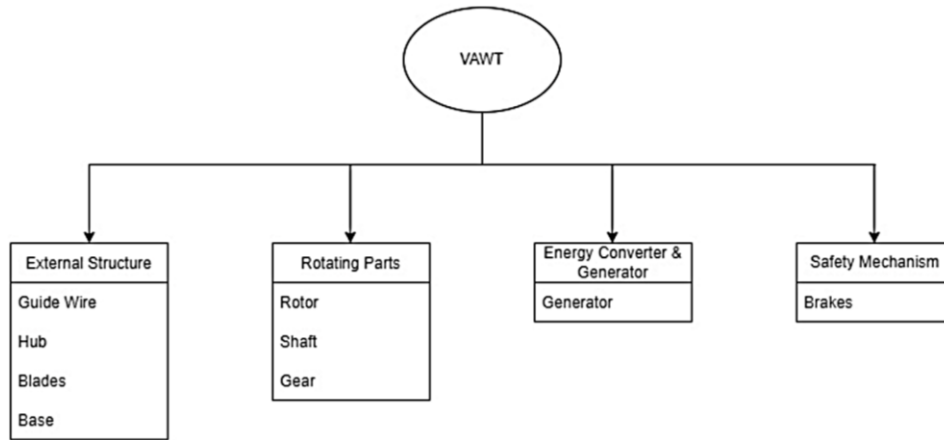 VAWT
External Structure
Guide Wire
Hub
Blades
Base
Rotating Parts
Rotor
Shaft
Gear
Energy Converter &
Generator
Generator
Safety Mechanism
Brakes